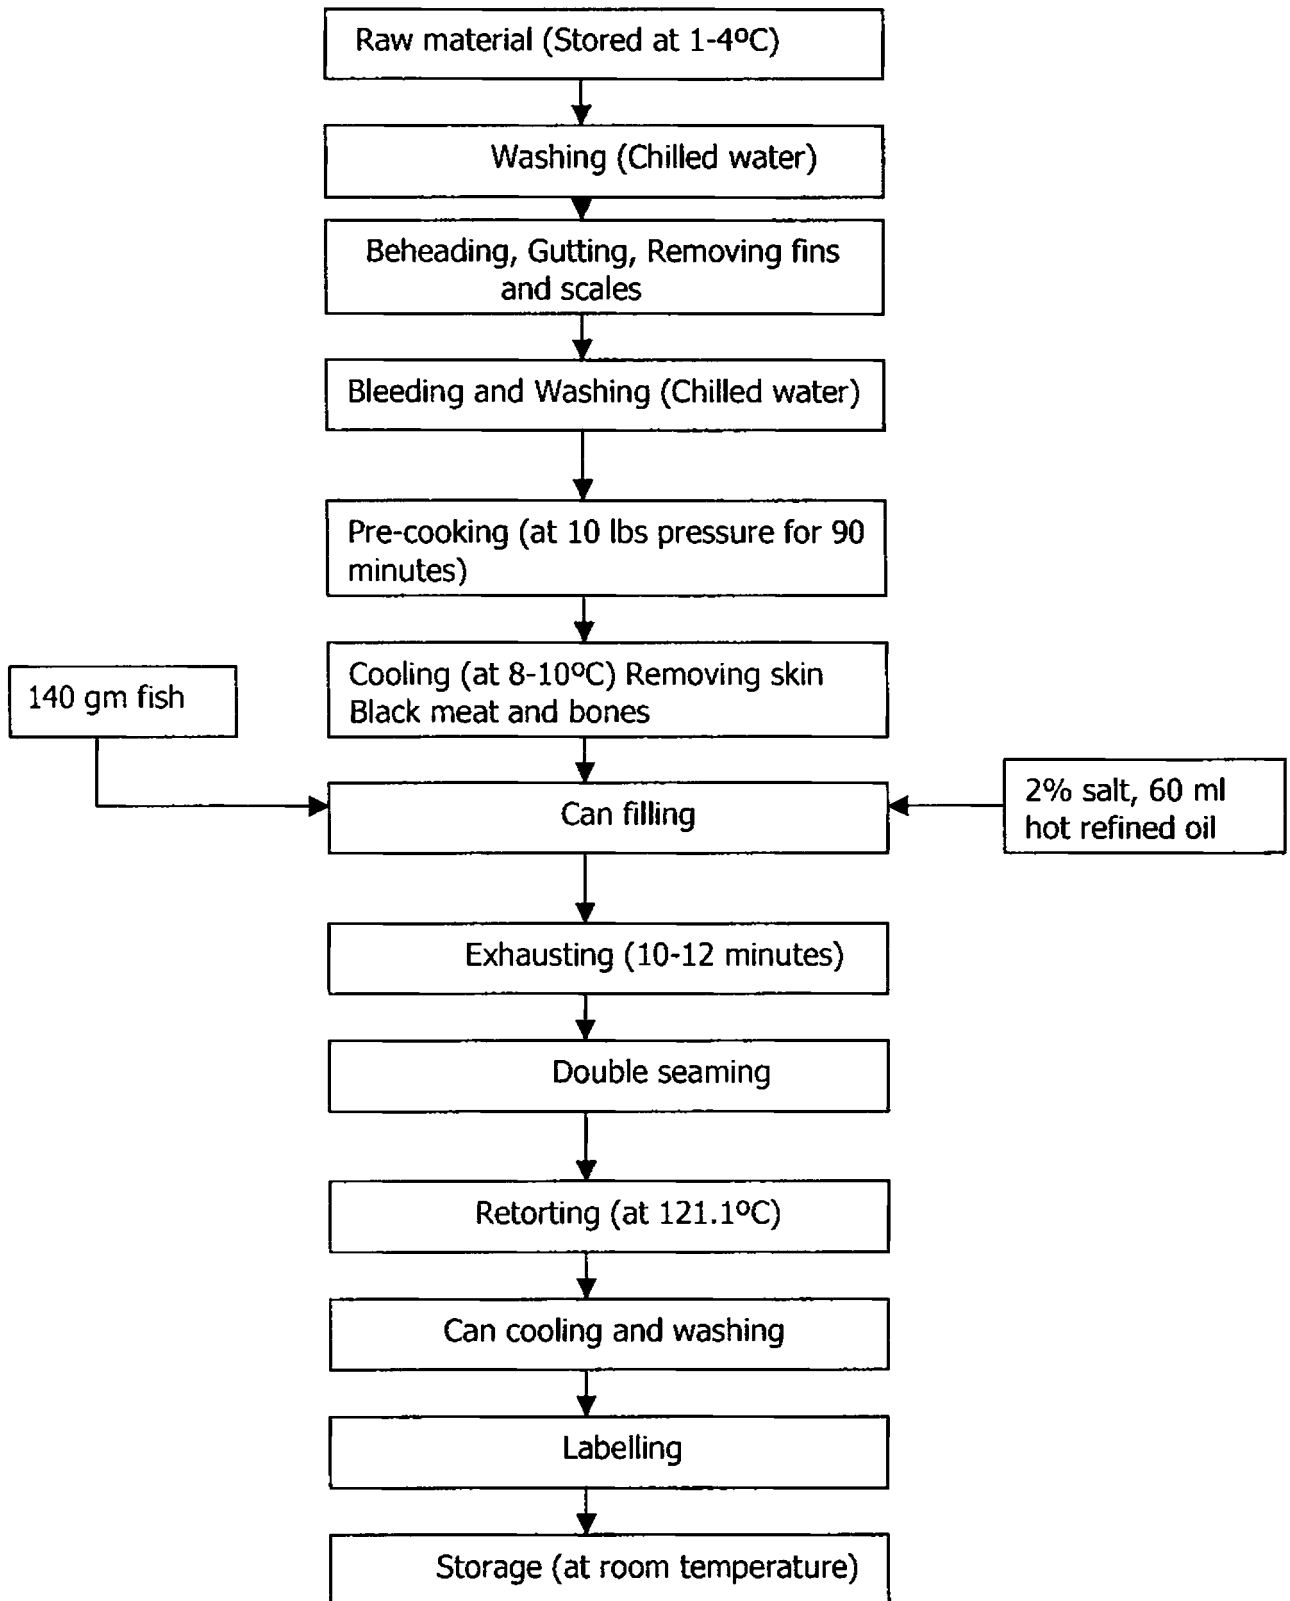 Raw material (Stored at 1-4ºC)
Washing (Chilled water)
Beheading, Gutting, Removing fins
and scales
Bleeding and Washing (Chilled water)
Pre-cooking (at 10 lbs pressure for 90
minutes)
Cooling (at 8-10ºC) Removing skin
Black meat and bones
140 gm fish
Can filling
2% salt, 60 ml
hot refined oil
Exhausting (10-12 minutes)
Double seaming
Retorting (at 121.1ºC)
Can cooling and washing
Labelling
Storage (at room temperature)